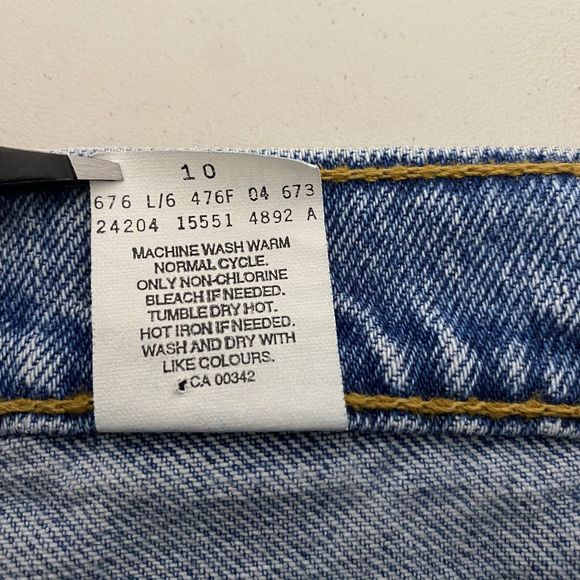 10
676 L/6 476F 04 673
24204 15551 4892 A
MACHINE WASH WARM
NORMAL CYCLE.
ONLY NON-CHLORINE
BLEACH IF NEEDED.
TUMBLE DRY HOT.
HOT IRON IF NEEDED.
WASH AND DRY WITH
LIKE COLOURS.
CA 00342